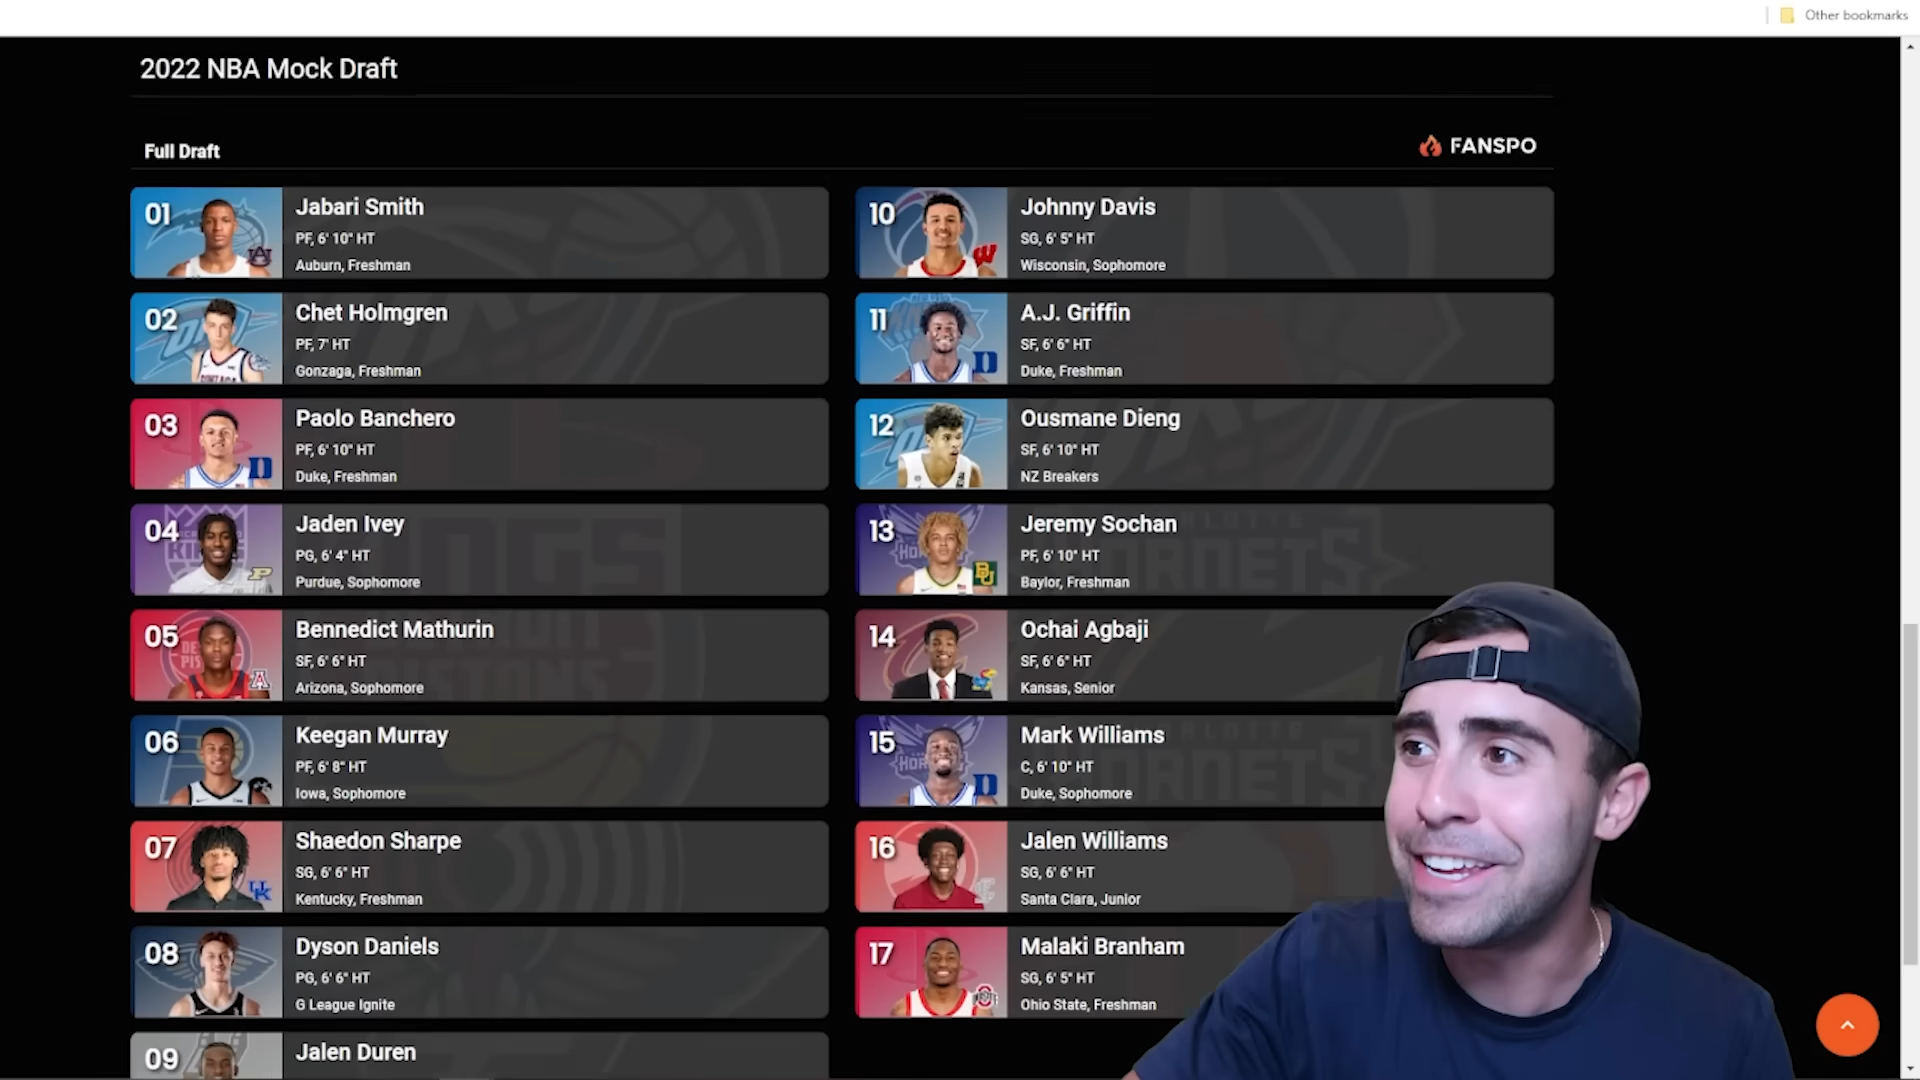 Other bookmarks
2022 NBA Mock Draft
Full Draft
FANSPO
01
Jabari Smith
PF, 6' 10" HT
Auburn, Freshman
02
Chet Holmgren
PF, 7' HT
Gonzaga, Freshman
03
Paolo Banchero
PF, 6' 10" HT
Duke, Freshman
04
Jaden Ivey
PG, 6' 4" HT
Purdue, Sophomore
05
Bennedict Mathurin
SF, 6' 6" HT
Arizona, Sophomore
06
Keegan Murray
PF, 6' 8" HT
Iowa, Sophomore
07
Shaedon Sharpe
SG, 6' 6" HT
Kentucky, Freshman
08
Dyson Daniels
PG, 6' 6" HT
G League Ignite
09
Jalen Duren
10
Johnny Davis
SG, 6' 5" HT
Wisconsin, Sophomore
11
A.J. Griffin
SF, 6' 6" HT
Duke, Freshman
12
Ousmane Dieng
SF, 6' 10" HT
NZ Breakers
13
Jeremy Sochan
PF, 6' 10" HT
Baylor, Freshman
14
Ochai Agbaji
SF, 6' 6" HT
Kansas, Senior
15
Mark Williams
C, 6' 10" HT
Duke, Sophomore
16
Jalen Williams
SG, 6' 6" HT
Santa Clara, Junior
17
Malaki Branham
SG, 6' 5" HT
Ohio State, Freshman